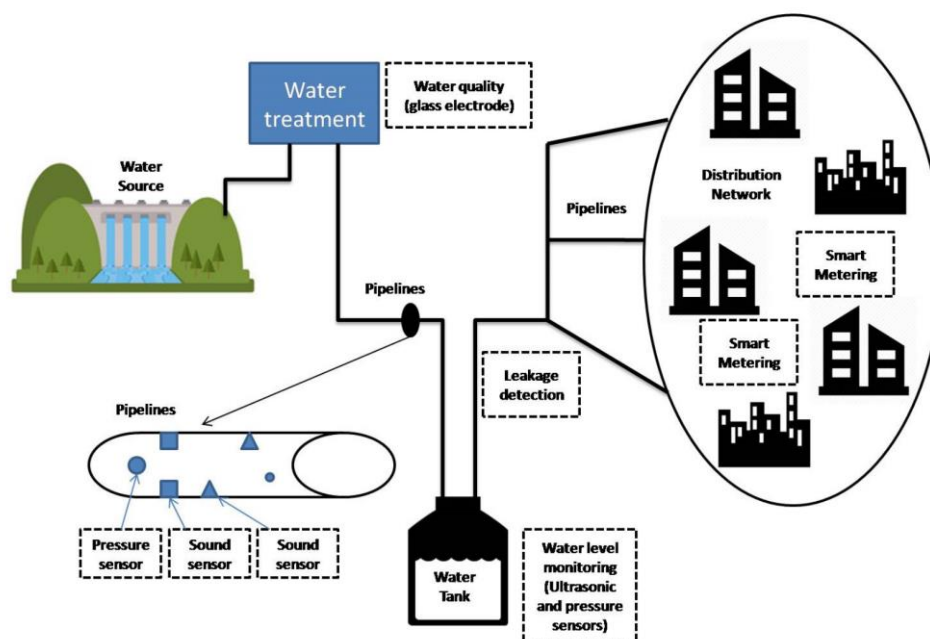 Water
treatment
Water quality
(glass electrode)
Water
Source
Pipelines
Distribution
Network
Pipelines
Smart
Metering
Smart
Metering
Leakage
detection
Pipelines
Pressure
sensor
Sound
sensor
Sound
sensor
Water
Tank
Water level
monitoring
(Ultrasonic
and pressure
sensors)